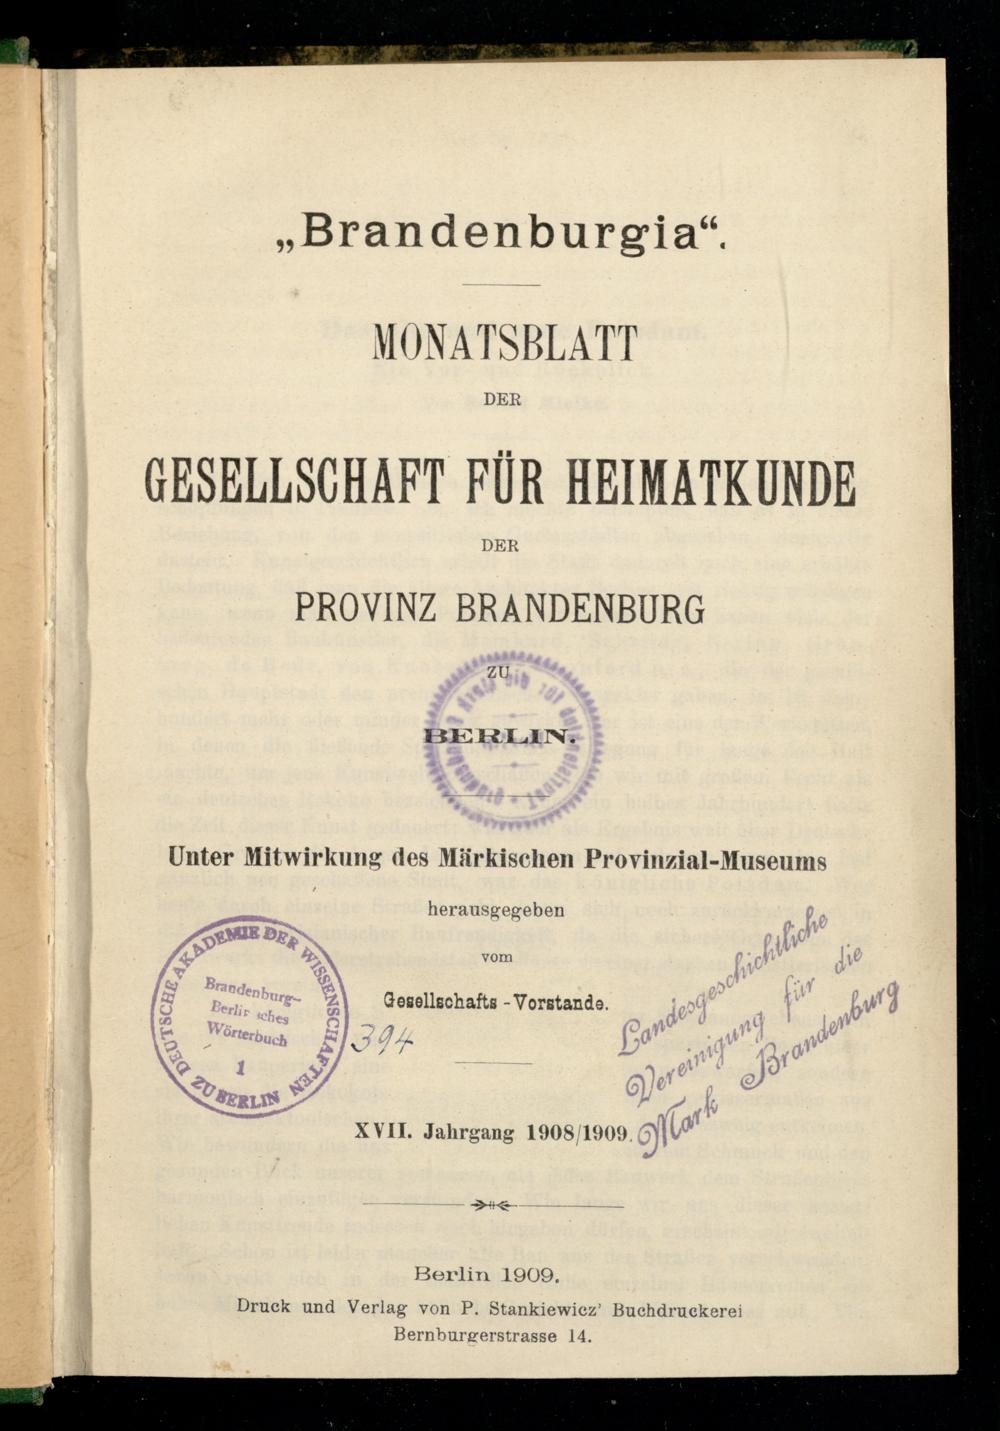 „Brandenburgia“.
MONATSBLATT
DER
GESELLSCHAFT FÜR HEIMATKUNDE
DER
PROVINZ BRANDENBURG
ZU
BERLIN.
Unter Mitwirkung des Märkischen Provinzial-Museums
herausgegeben
vom
Gesellschafts-Vorstande.
DEUTSCHE AKADEMIE DER WISSENSCHAFTEN
ZU BERLIN
Brandenburg-
Berlinisches
Wörterbuch
1
394
Landesgeschichtliche
Vereinigung für die
Mark Brandenburg
XVII. Jahrgang 1908/1909.
Berlin 1909.
Druck und Verlag von P. Stankiewicz’ Buchdruckerei
Bernburgerstrasse 14.